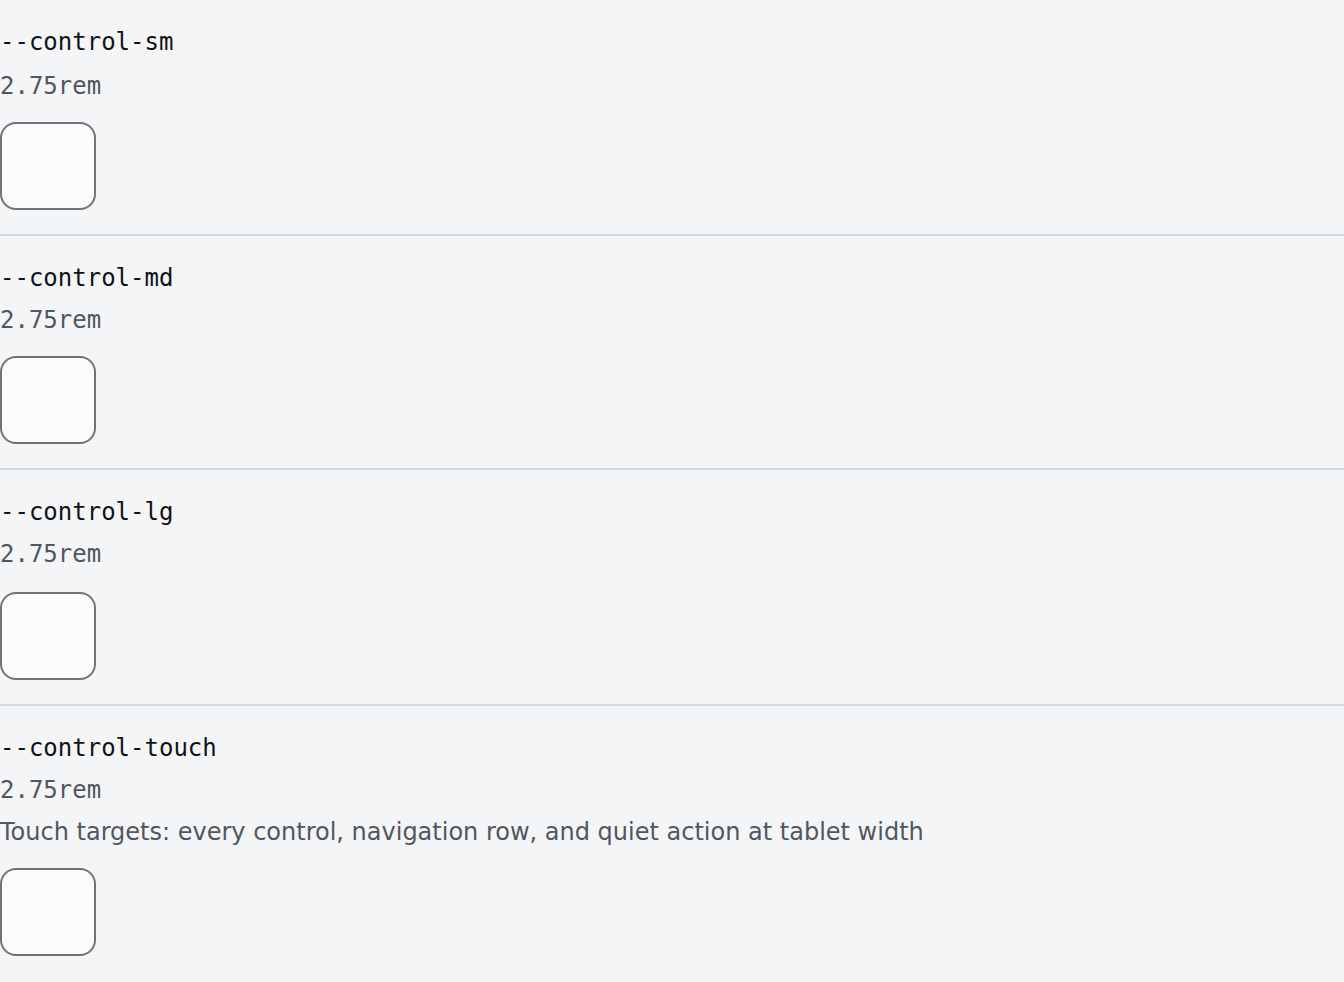 --control-sm
2.75rem
--control-md
2.75rem
--control-lg
2.75rem
--control-touch
2.75rem
Touch targets: every control, navigation row, and quiet action at tablet width